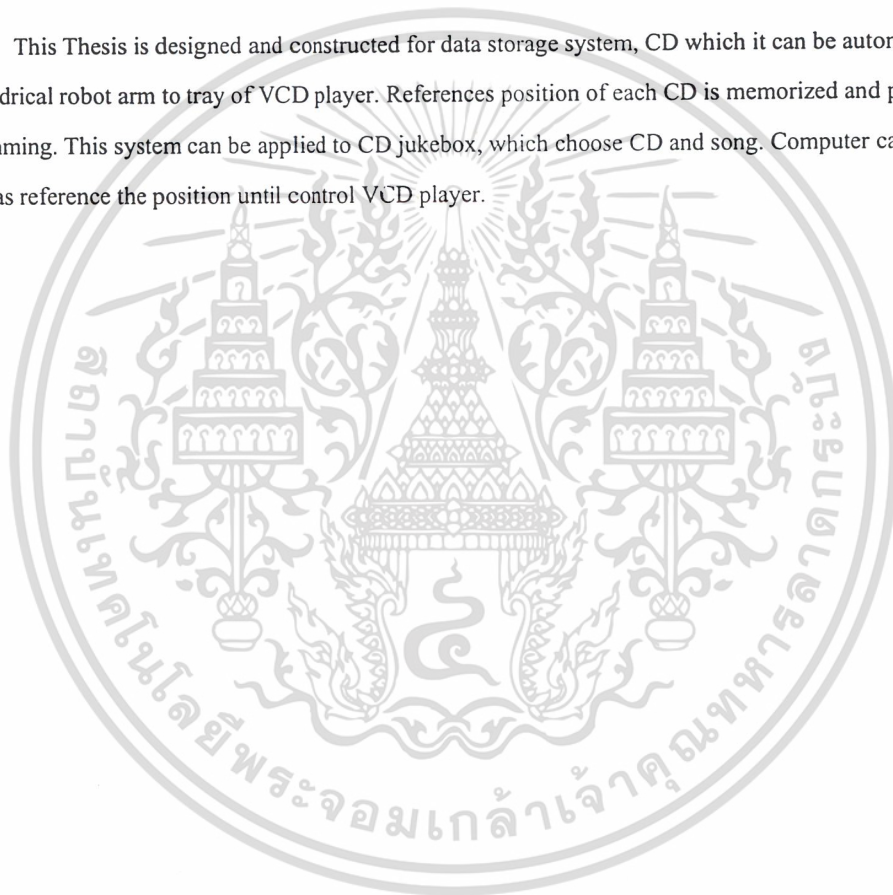 This Thesis is designed and constructed for data storage system, CD which it can be
drical robot arm to tray of VCD player. References position of each CD is memorized and
ming. This system can be applied to CD jukebox, which choose CD and song. Computer
as reference the position until control VCD player.
สถาบันเทคโนโลยีพระจอมเกล้าเจ้าคุณทหารลาดกระบัง